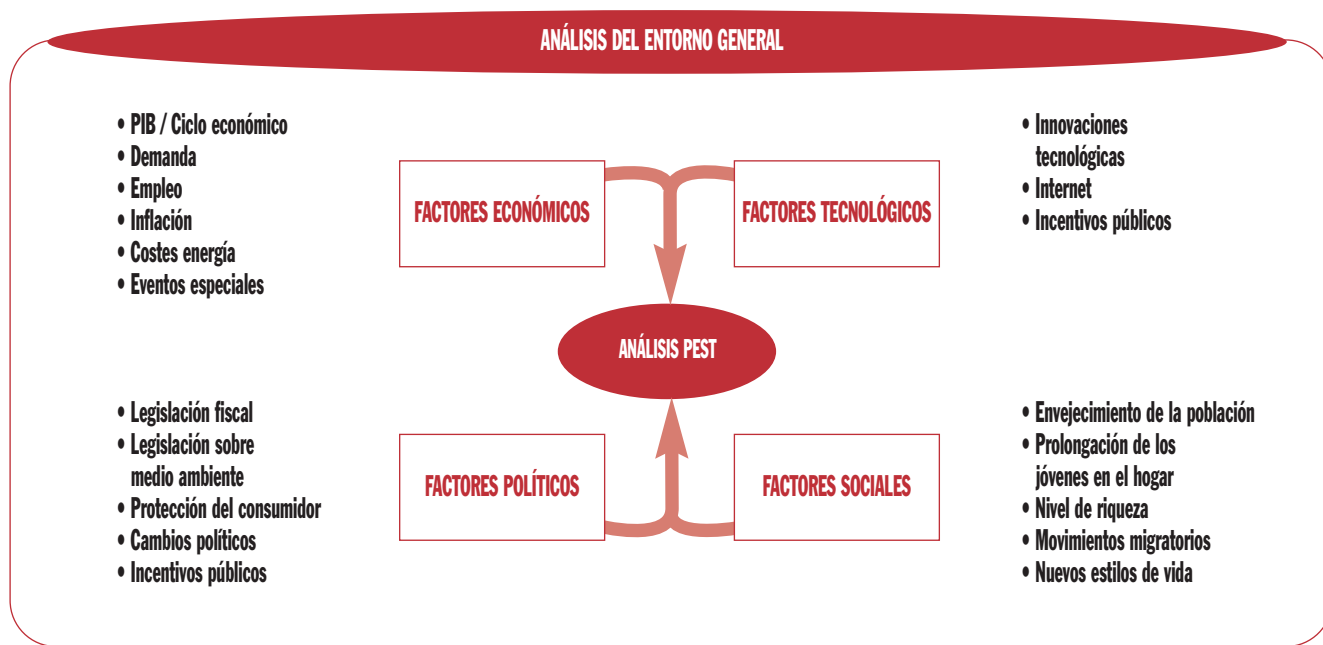 ANÁLISIS DEL ENTORNO GENERAL
• PIB / Ciclo económico
• Demanda
• Empleo
• Inflación
• Costes energía
• Eventos especiales
FACTORES ECONÓMICOS
FACTORES TECNOLÓGICOS
• Innovaciones
tecnológicas
• Internet
• Incentivos públicos
ANÁLISIS PEST
• Legislación fiscal
• Legislación sobre
medio ambiente
• Protección del consumidor
• Cambios políticos
• Incentivos públicos
FACTORES POLÍTICOS
FACTORES SOCIALES
• Envejecimiento de la población
• Prolongación de los
jóvenes en el hogar
• Nivel de riqueza
• Movimientos migratorios
• Nuevos estilos de vida